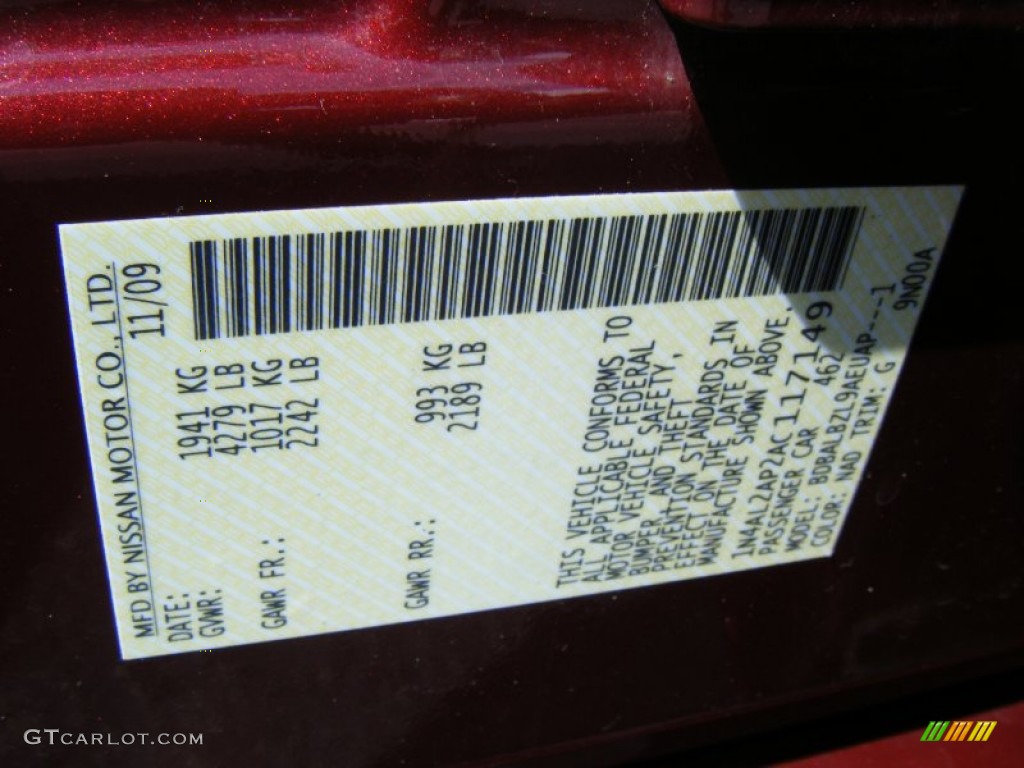 MFD BY NISSAN MOTOR CO., LTD.
DATE: 11/09
GVWR: 1941 KG
4279 LB
GAWR FR.: 1017 KG
2242 LB
GAWR RR.: 993 KG
2189 LB
THIS VEHICLE CONFORMS TO
ALL APPLICABLE FEDERAL
MOTOR VEHICLE SAFETY,
BUMPER, AND THEFT
PREVENTION STANDARDS IN
EFFECT ON THE DATE OF
MANUFACTURE SHOWN ABOVE,
1N4AL2AP2AC117149
PASSENGER CAR 462
MODEL: BDBALBZL9AEUAP----1
COLOR: NAD TRIM: G 9N00A
GTCARLOT.COM